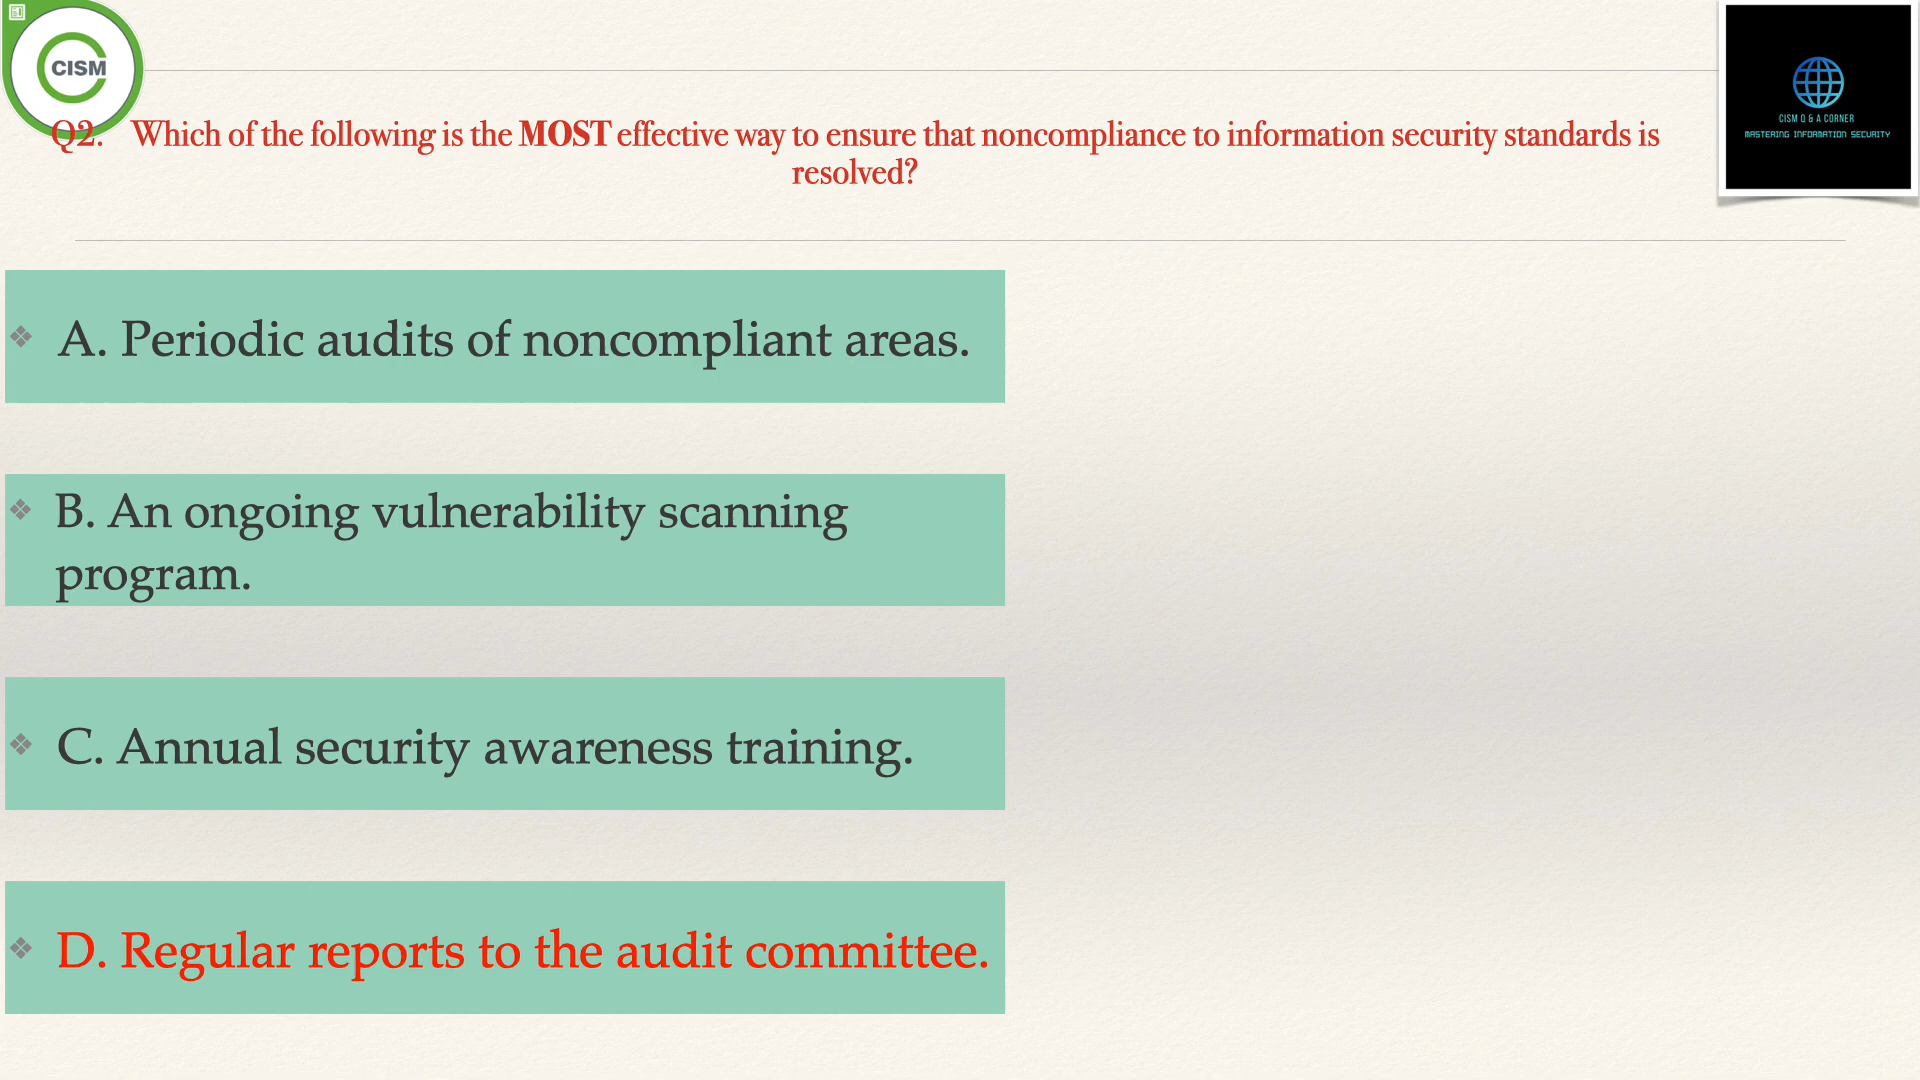 CISM
CISM Q & A CORNER
MASTERING INFORMATION SECURITY
Q2. Which of the following is the MOST effective way to ensure that noncompliance to information security standards is
resolved?
A. Periodic audits of noncompliant areas.
B. An ongoing vulnerability scanning
program.
C. Annual security awareness training.
D. Regular reports to the audit committee.